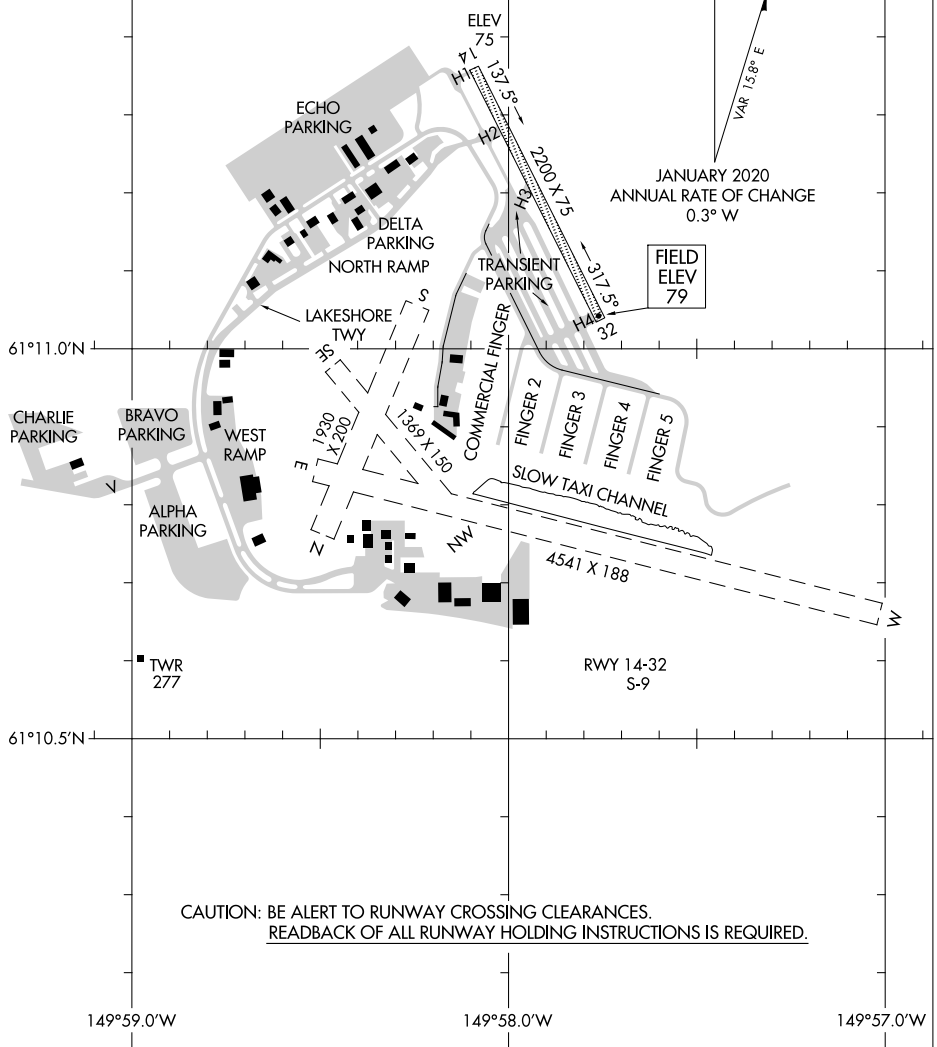 ELEV
75
14
H1
137.5°
VAR 15.8° E
ECHO
PARKING
H2
2200 X 75
JANUARY 2020
ANNUAL RATE OF CHANGE
0.3° W
H3
DELTA
PARKING
NORTH RAMP
TRANSIENT
PARKING
317.5°
FIELD
ELEV
79
S
LAKESHORE
TWY
H4
32
61°11.0'N
SE
COMMERCIAL FINGER
CHARLIE
PARKING
BRAVO
PARKING
WEST
RAMP
1930
X 200
1369 X 150
FINGER 2
FINGER 3
FINGER 4
FINGER 5
E
V
SLOW TAXI CHANNEL
ALPHA
PARKING
N
NW
4541 X 188
W
TWR
277
RWY 14-32
S-9
61°10.5'N
CAUTION: BE ALERT TO RUNWAY CROSSING CLEARANCES.
READBACK OF ALL RUNWAY HOLDING INSTRUCTIONS IS REQUIRED.
149°59.0'W
149°58.0'W
149°57.0'W